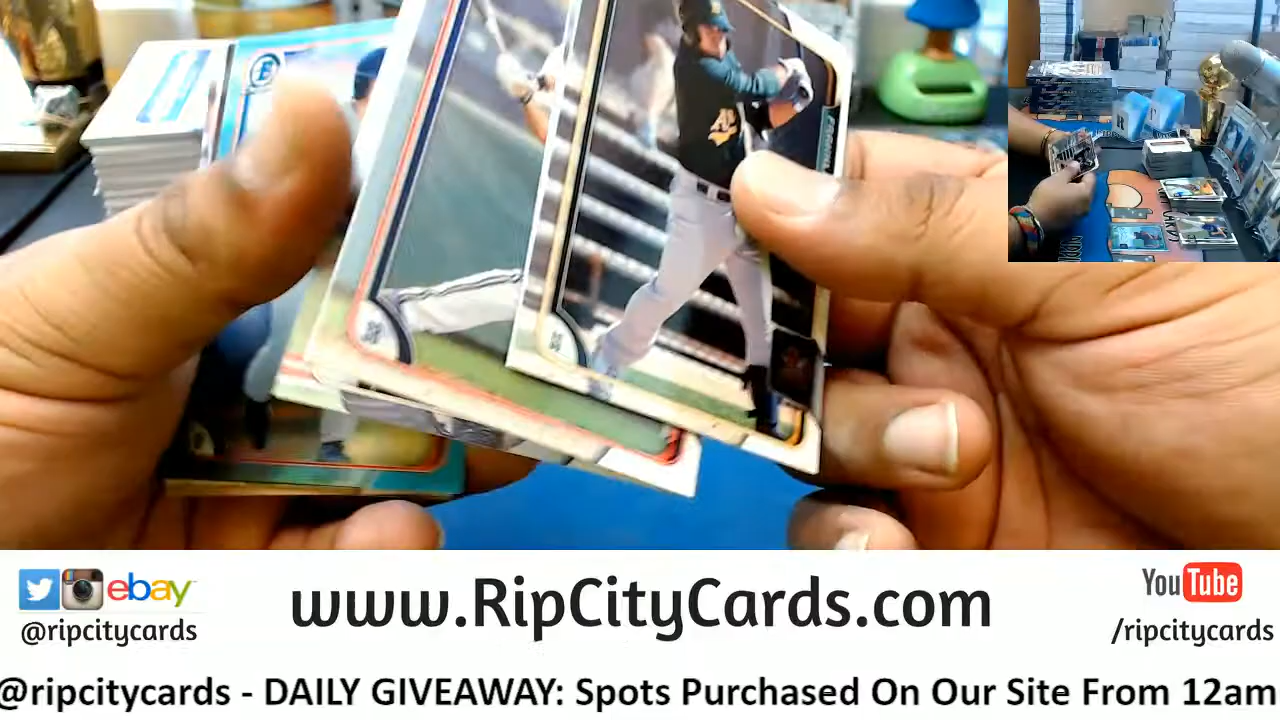 ebay
@ripcitycards
www.RipCityCards.com
YouTube
/ripcitycards
@ripcitycards - DAILY GIVEAWAY: Spots Purchased On Our Site From 12am